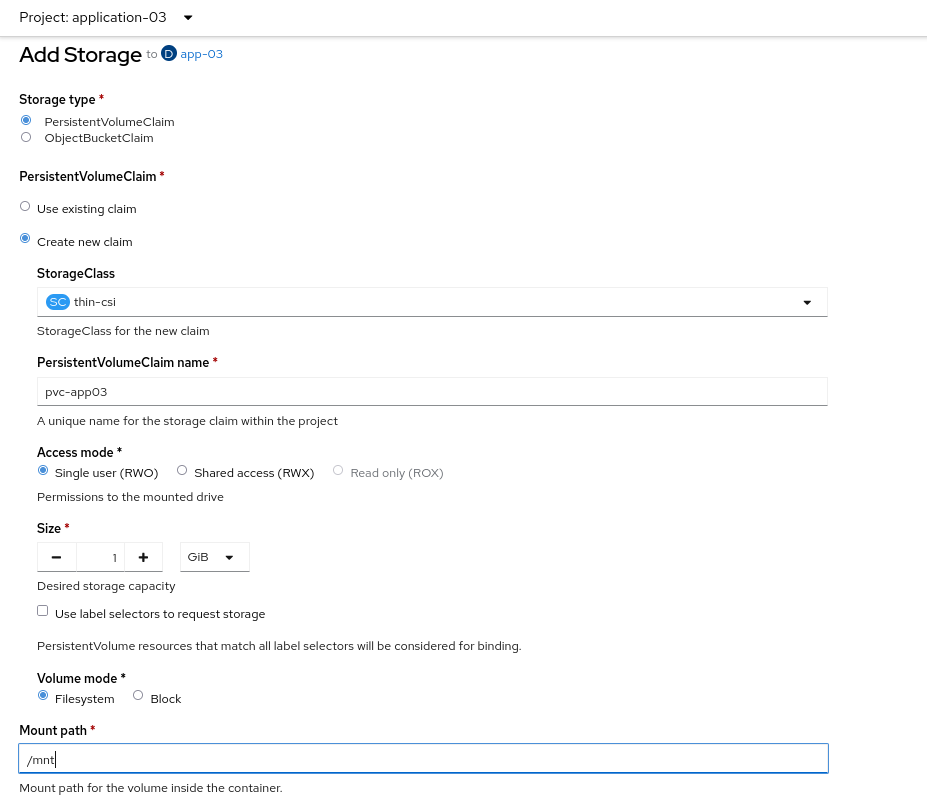 Project: application-03
Add Storage to D app-03
Storage type *
PersistentVolumeClaim
ObjectBucketClaim
PersistentVolumeClaim *
Use existing claim
Create new claim
StorageClass
SC thin-csi
StorageClass for the new claim
PersistentVolumeClaim name *
pvc-app03
A unique name for the storage claim within the project
Access mode *
Single user (RWO) Shared access (RWX) Read only (ROX)
Permissions to the mounted drive
Size *
1 GiB
Desired storage capacity
Use label selectors to request storage
PersistentVolume resources that match all label selectors will be considered for binding.
Volume mode *
Filesystem Block
Mount path *
/mnt
Mount path for the volume inside the container.